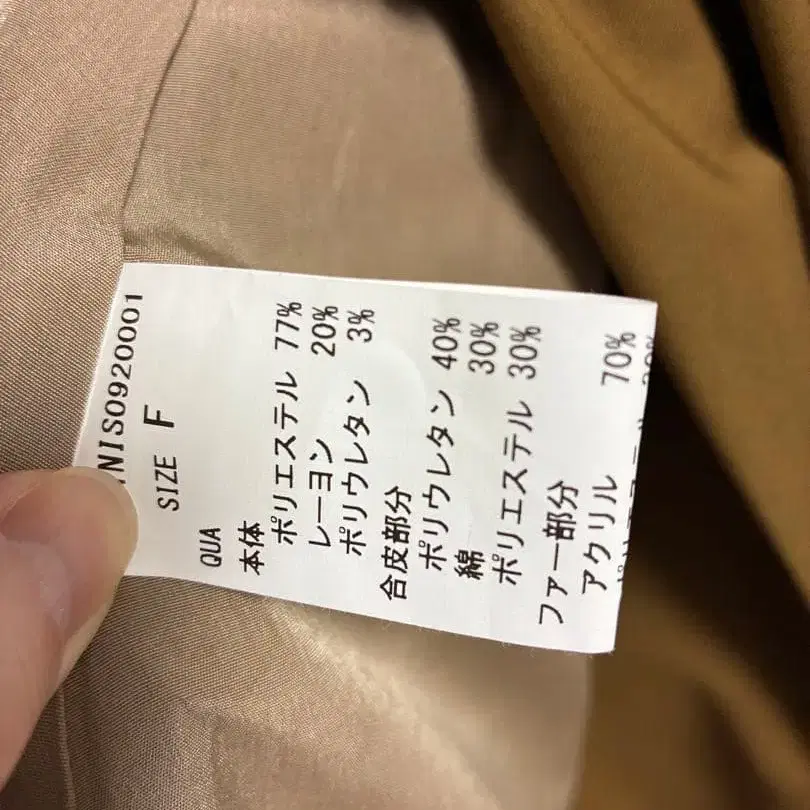 NISO920001
SIZE F
QUA
本体
ポリエステル 77%
レーヨン 20%
ポリウレタン 3%
合皮部分
ポリウレタン 40%
綿 30%
ポリエステル 30%
ファー部分
アクリル 70%